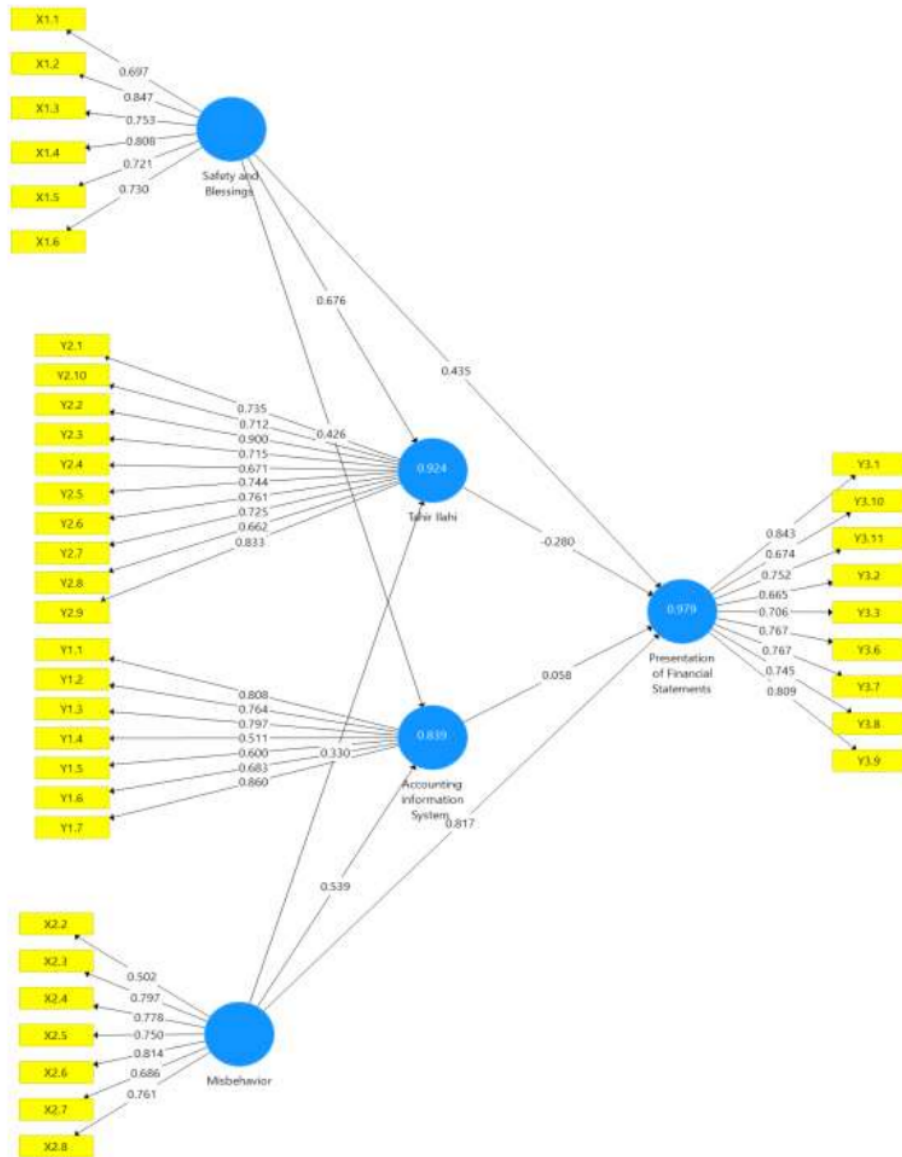 X1.1
X1.2
X1.3
X1.4
X1.5
X1.6
0.697
0.847
0.753
0.808
0.721
0.730
Safety and
Blessings
0.676
0.435
0.426
Y2.1
Y2.10
Y2.2
Y2.3
Y2.4
Y2.5
Y2.6
Y2.7
Y2.8
Y2.9
0.735
0.712
0.900
0.715
0.671
0.744
0.761
0.725
0.662
0.833
0.924
Tahir Ilahi
-0.280
Y1.1
Y1.2
Y1.3
Y1.4
Y1.5
Y1.6
Y1.7
0.808
0.764
0.797
0.511
0.600
0.683
0.860
0.330
0.839
Accounting
information
System
0.058
0.817
0.539
0.979
Presentation
of Financial
Statements
0.843
0.674
0.752
0.665
0.706
0.767
0.767
0.745
0.809
Y3.1
Y3.10
Y3.11
Y3.2
Y3.3
Y3.6
Y3.7
Y3.8
Y3.9
X2.2
X2.3
X2.4
X2.5
X2.6
X2.7
X2.8
0.502
0.797
0.778
0.750
0.814
0.686
0.761
Misbehavior